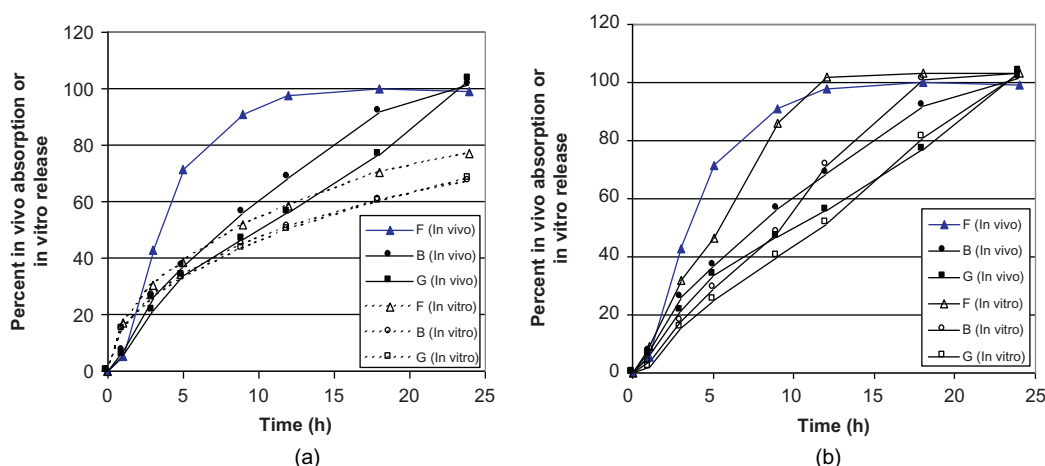 120
100
80
60
40
20
0
0
5
10
15
20
25
Percent in vivo absorption or
in vitro release
Time (h)
F (In vivo)
B (In vivo)
G (In vivo)
F (In vitro)
B (In vitro)
G (In vitro)
(a)
120
100
80
60
40
20
0
0
5
10
15
20
25
Percent in vivo absorption or
in vitro release
Time (h)
F (In vivo)
B (In vivo)
G (In vivo)
F (In vitro)
B (In vitro)
G (In vitro)
(b)